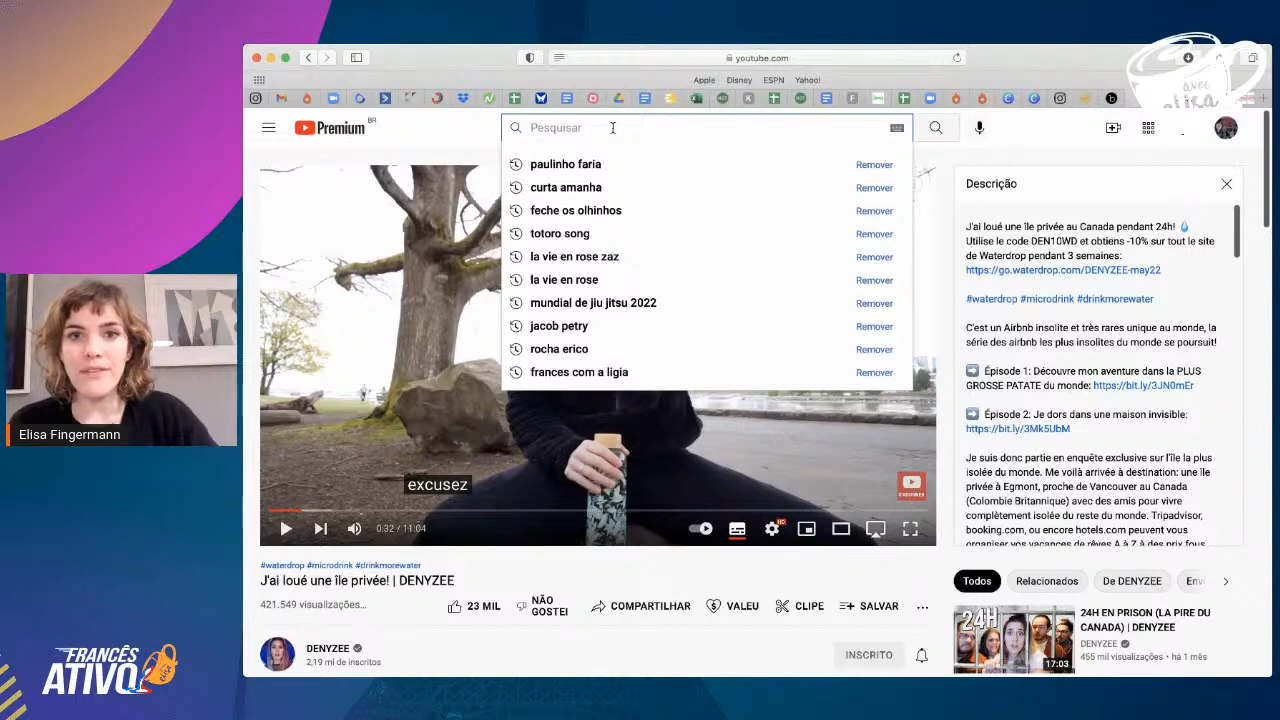 youtube.com
Apple Disney ESPN Yahoo!
avec
elisa
Premium BR
Pesquisar
paulinho faria Remover
curta amanha Remover
feche os olhinhos Remover
totoro song Remover
la vie en rose zaz Remover
la vie en rose Remover
mundial de jiu jitsu 2022 Remover
jacob petry Remover
rocha erico Remover
frances com a ligia Remover
excusez
S'ABONNER
0:32 / 11:04
HD
#waterdrop #microdrink #drinkmorewater
J'ai loué une île privée! | DENYZEE
421.549 visualizações...
23 MIL
NÃO
GOSTEI
COMPARTILHAR
VALEU
CLIPE
SALVAR
DENYZEE
2,19 mi de inscritos
INSCRITO
Descrição
J'ai loué une île privée au Canada pendant 24h!
Utilise le code DEN10WD et obtiens -10% sur tout le site
de Waterdrop pendant 3 semaines:
https://go.waterdrop.com/DENYZEE-may22
#waterdrop #microdrink #drinkmorewater
C'est un Airbnb insolite et très rares unique au monde, la
série des airbnb les plus insolites du monde se poursuit!
Épisode 1: Découvre mon aventure dans la PLUS
GROSSE PATATE du monde: https://bit.ly/3JN0mEr
Épisode 2: Je dors dans une maison invisible:
https://bit.ly/3Mk5UbM
Je suis donc partie en enquête exclusive sur l'île la plus
isolée du monde. Me voilà arrivée à destination: une île
privée à Egmont, proche de Vancouver au Canada
(Colombie Britannique) avec des amis pour vivre
complètement isolée du reste du monde. Tripadvisor,
booking.com, ou encore hotels.com peuvent vous
organiser vos vacances de rêves A à Z à des prix fous
Todos Relacionados De DENYZEE Envi
24H
24H EN PRISON (LA PIRE DU
CANADA) | DENYZEE
DENYZEE
455 mil visualizações • há 1 mês
17:03
Elisa Fingermann
FRANCÊS
ATIVO